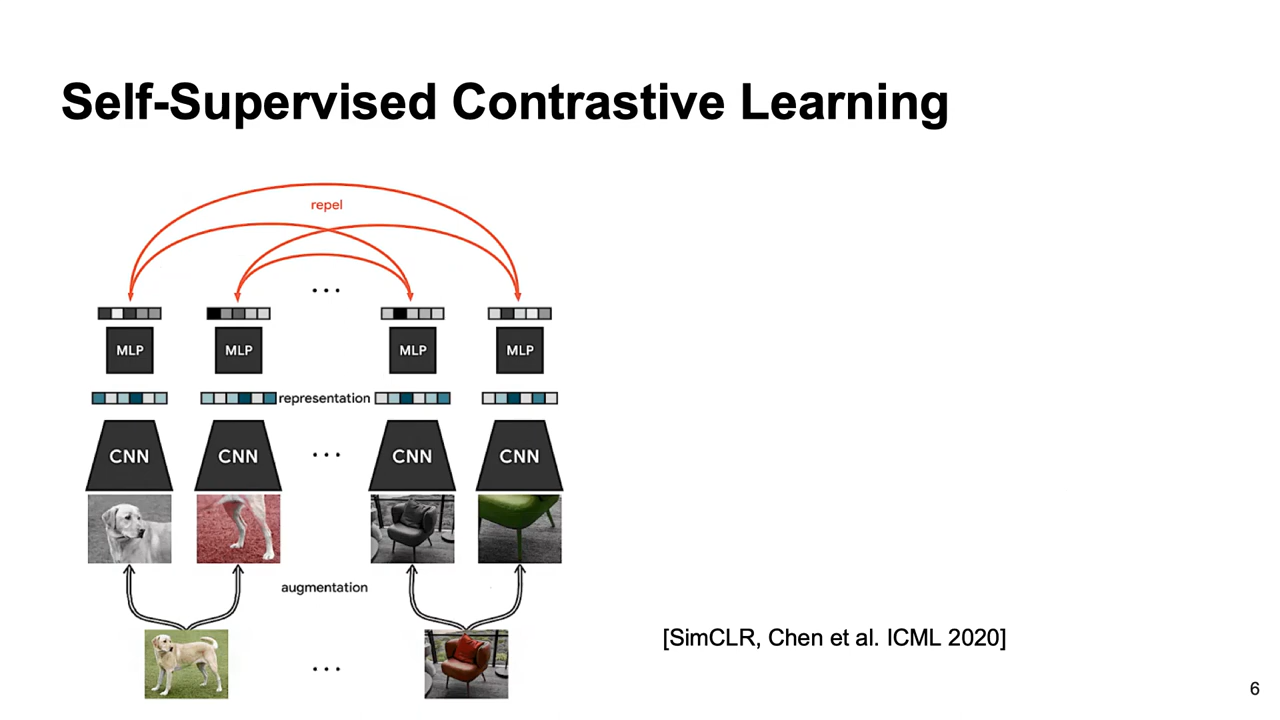 Self-Supervised Contrastive Learning
repel
...
MLP MLP MLP MLP
representation
CNN CNN ... CNN CNN
augmentation
...
[SimCLR, Chen et al. ICML 2020]
6